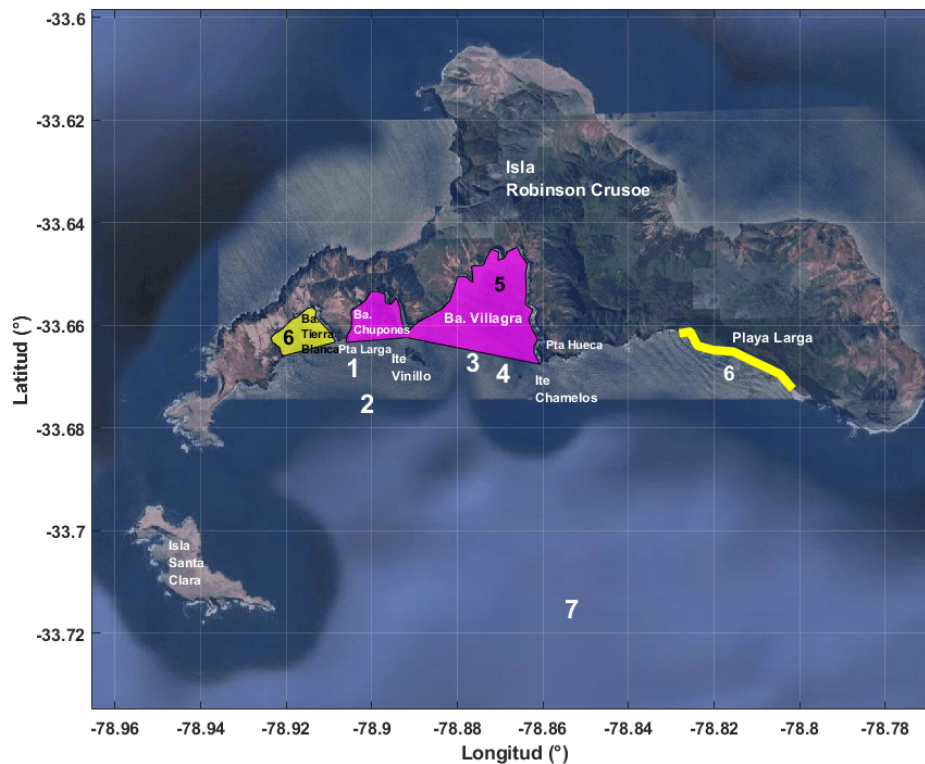 -33.6
-33.62
-33.64
-33.66
-33.68
-33.7
-33.72
Latitud (°)
Isla
Robinson Crusoe
5
Ba.
Tierra
Blanca
6
Ba.
Chupones
Ba. Villagra
Pta Larga
Ite
Vinillo
Pta Hueca
Playa Larga
1
2
3
4
Ite
Chamelos
6
Isla
Santa
Clara
7
-78.96
-78.94
-78.92
-78.9
-78.88
-78.86
-78.84
-78.82
-78.8
-78.78
Longitud (°)